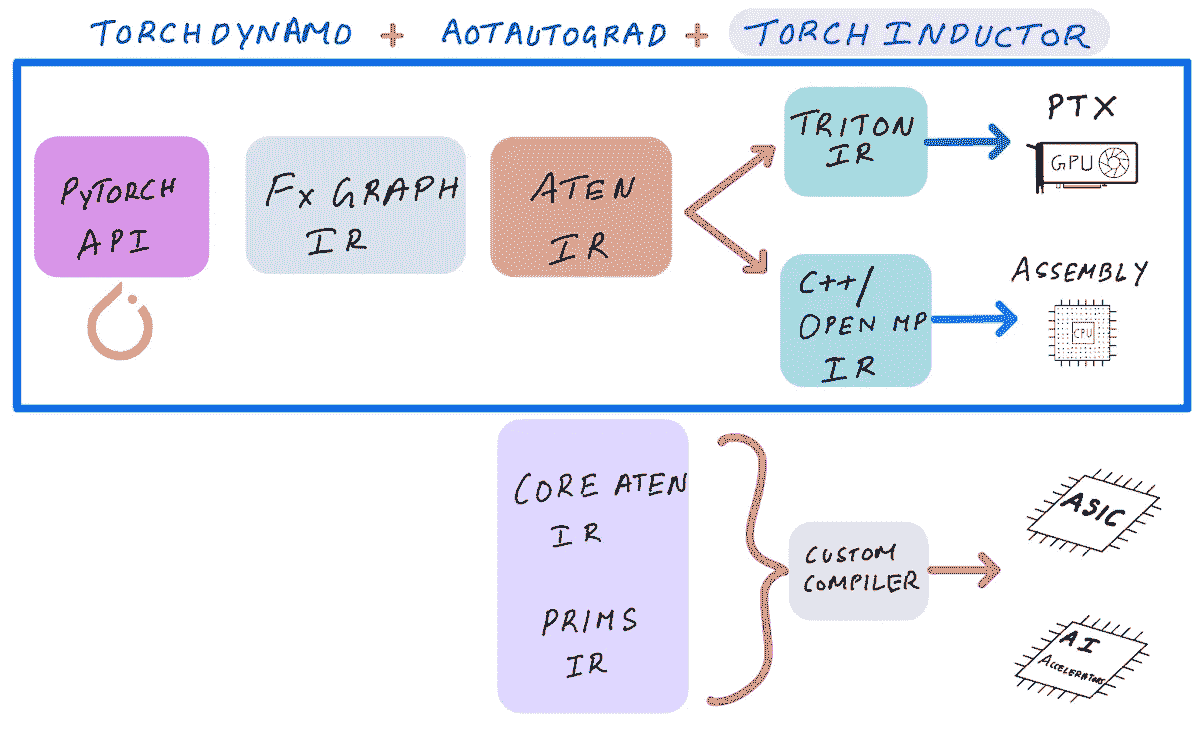 TORCHDYNAMO + AOTAUTOGRAD + TORCH INDUCTOR
PYTORCH
API
FX GRAPH
IR
ATEN
IR
TRITON
IR
PTX
GPU
C++/
OPEN MP
IR
ASSEMBLY
CPU
CORE ATEN
IR
PRIMS
IR
CUSTOM
COMPILER
ASIC
AI
ACCELERATORS